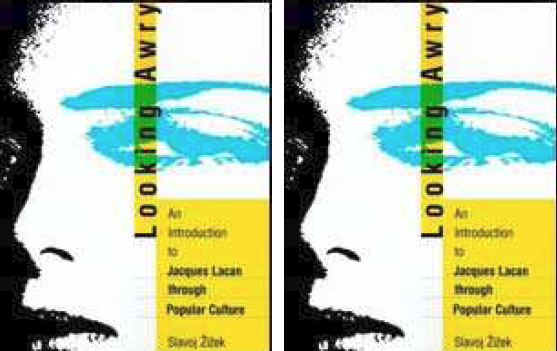 Looking Awry
An
Introduction
to
Jacques Lacan
through
Popular Culture
Slavoj Žižek
Looking Awry
An
Introduction
to
Jacques Lacan
through
Popular Culture
Slavoj Žižek